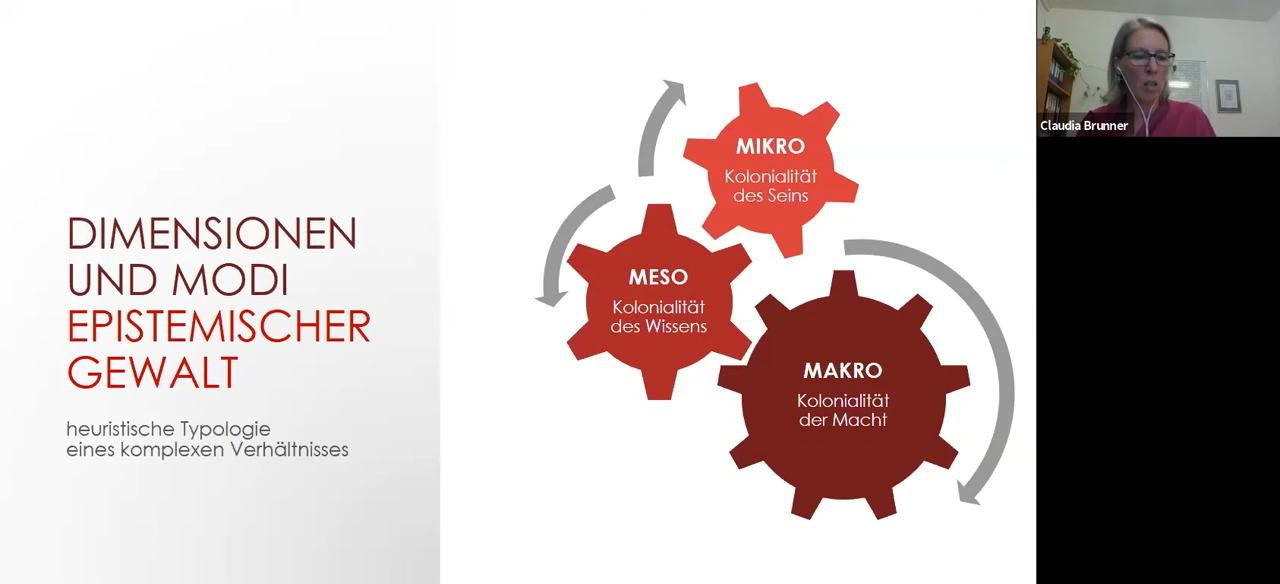 DIMENSIONEN
UND MODI
EPISTEMISCHER
GEWALT
heuristische Typologie
eines komplexen Verhältnisses
MIKRO
Kolonialität
des Seins
MESO
Kolonialität
des Wissens
MAKRO
Kolonialität
der Macht
Claudia Brunner